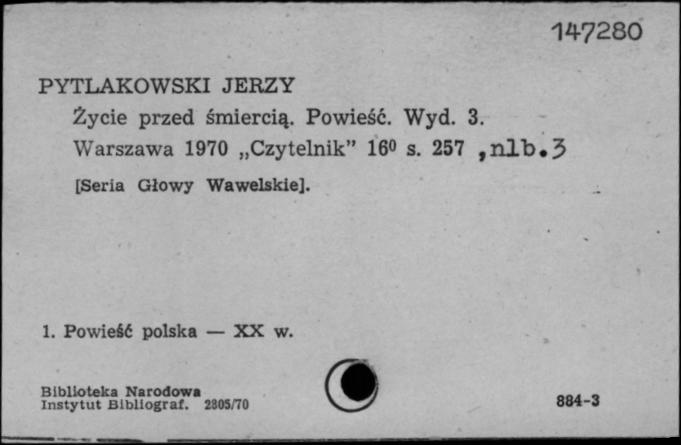 147280
PYTLAKOWSKI JERZY
Życie przed śmiercią. Powieść. Wyd. 3.
Warszawa 1970 „Czytelnik” 16⁰ s. 257 ,nlb.3
[Seria Głowy Wawelskie].
1. Powieść polska — XX w.
Biblioteka Narodowa
Instytut Bibliograf. 2805/70
884-3